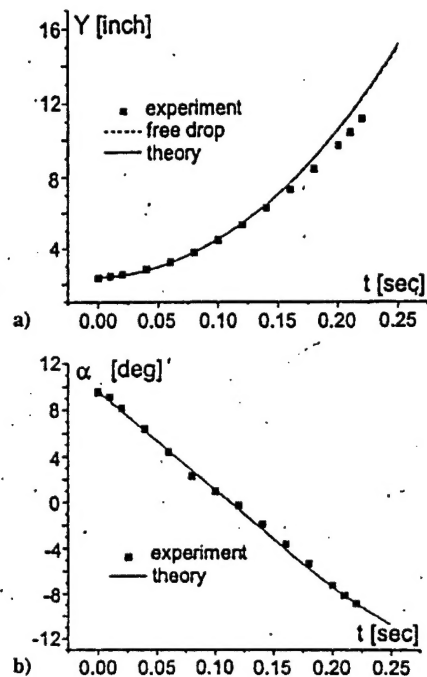 Y [inch]
16
12
8
4
experiment
free drop
theory
t [sec]
0.00 0.05 0.10 0.15 0.20 0.25
a)
α [deg]
12
8
4
0
-4
-8
-12
experiment
theory
t [sec]
0.00 0.05 0.10 0.15 0.20 0.25
b)